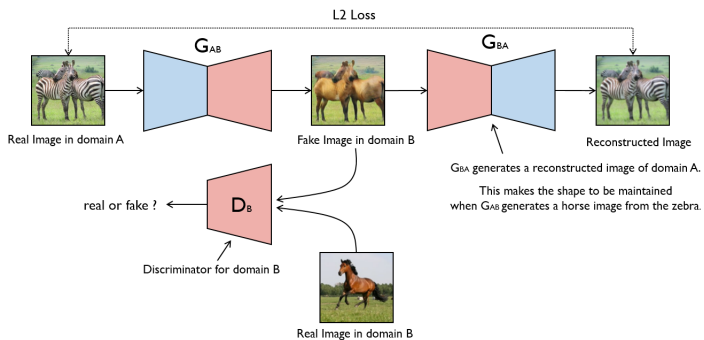 L2 Loss
GAB
GBA
Real Image in domain A
Fake Image in domain B
Reconstructed Image
GBA generates a reconstructed image of domain A.
This makes the shape to be maintained
when GAB generates a horse image from the zebra.
real or fake ?
DB
Discriminator for domain B
Real Image in domain B